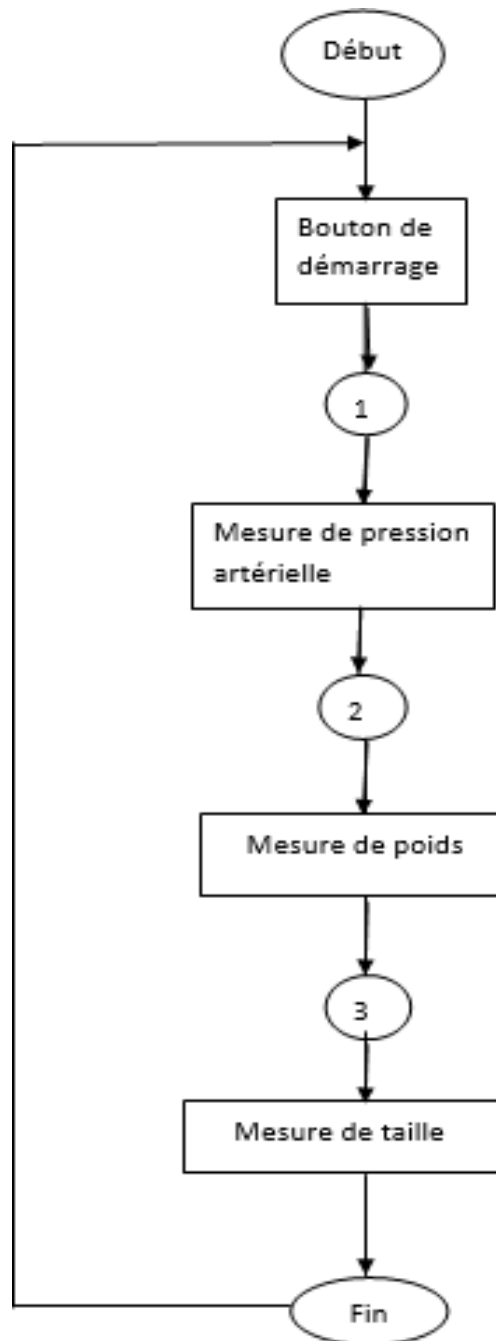 Début
Bouton de
démarrage
1
Mesure de pression
artérielle
2
Mesure de poids
3
Mesure de taille
Fin